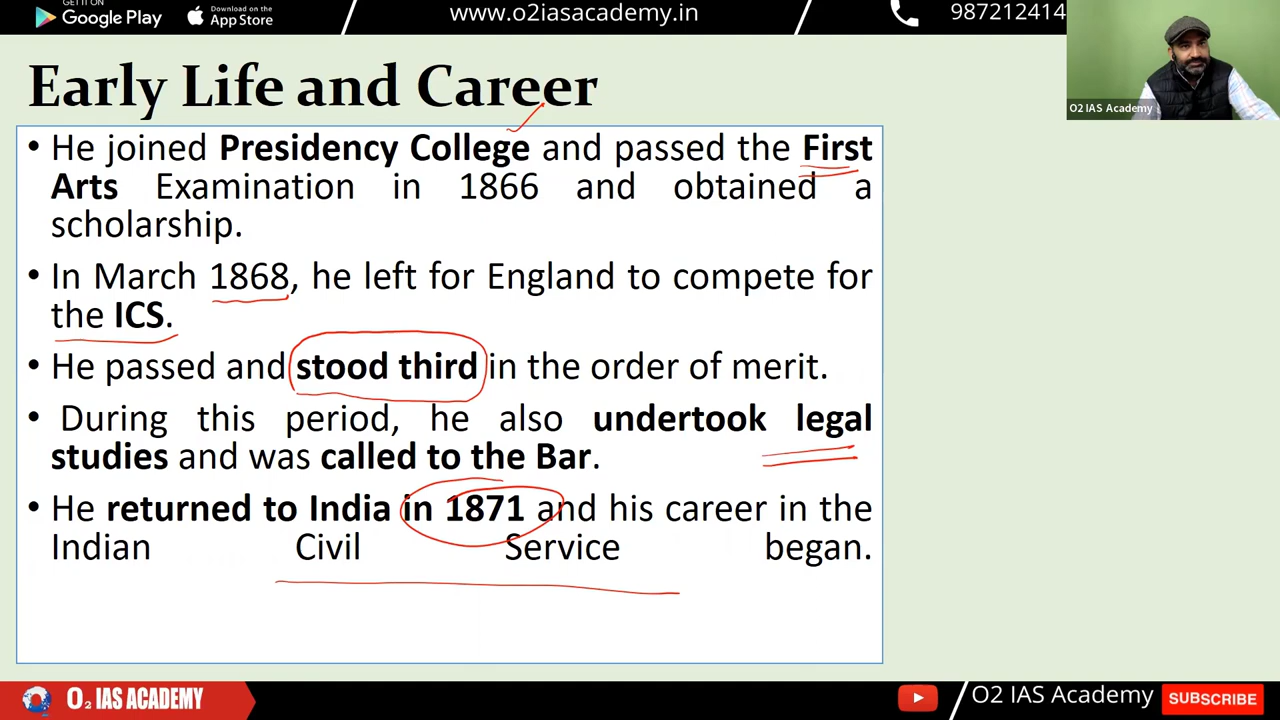 GET IT ON
Google Play
Download on the
App Store
www.o2iasacademy.in
987212414
O2 IAS Academy
Early Life and Career
• He joined Presidency College and passed the First
Arts Examination in 1866 and obtained a
scholarship.
• In March 1868, he left for England to compete for
the ICS.
• He passed and stood third in the order of merit.
• During this period, he also undertook legal
studies and was called to the Bar.
• He returned to India in 1871 and his career in the
Indian Civil Service began.
O2 IAS ACADEMY
O2 IAS Academy
SUBSCRIBE